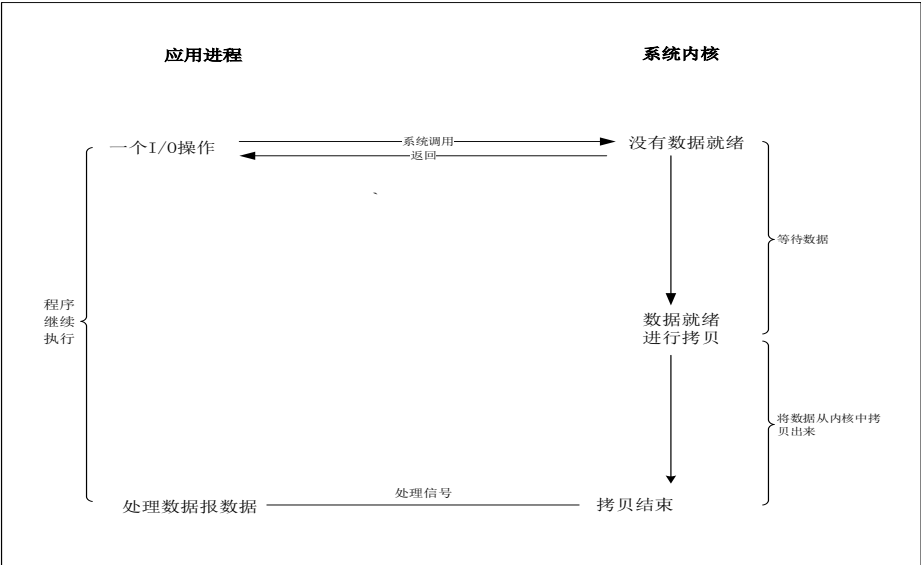 应用进程
系统内核
一个I/O操作
系统调用
返回
没有数据就绪
等待数据
程序
继续
执行
数据就绪
进行拷贝
将数据从内核中拷
贝出来
处理数据报数据
处理信号
拷贝结束